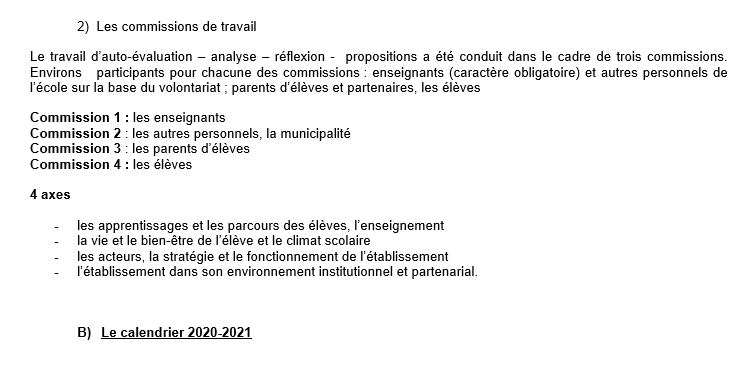 2) Les commissions de travail
Le travail d'auto-évaluation – analyse – réflexion - propositions a été conduit dans le cadre de trois commissions.
Environs participants pour chacune des commissions : enseignants (caractère obligatoire) et autres personnels de
l'école sur la base du volontariat ; parents d'élèves et partenaires, les élèves
Commission 1 : les enseignants
Commission 2 : les autres personnels, la municipalité
Commission 3 : les parents d'élèves
Commission 4 : les élèves
4 axes
- les apprentissages et les parcours des élèves, l'enseignement
- la vie et le bien-être de l'élève et le climat scolaire
- les acteurs, la stratégie et le fonctionnement de l'établissement
- l'établissement dans son environnement institutionnel et partenarial.
B) Le calendrier 2020-2021